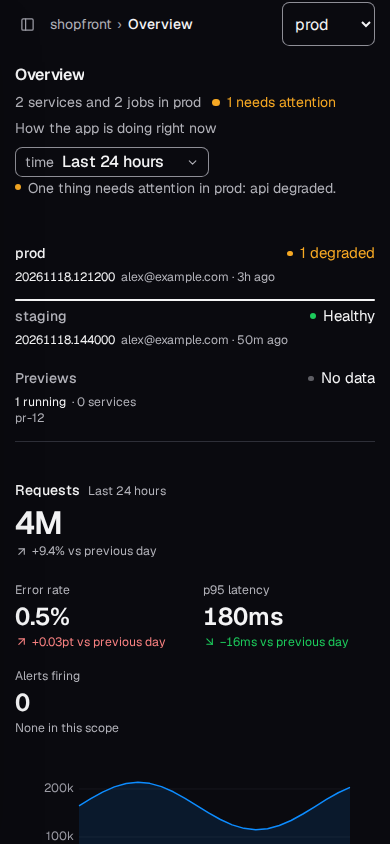 shopfront › Overview
prod
Overview
2 services and 2 jobs in prod 1 needs attention
How the app is doing right now
time Last 24 hours
One thing needs attention in prod: api degraded.
prod 1 degraded
20261118.121200 alex@example.com · 3h ago
staging Healthy
20261118.144000 alex@example.com · 50m ago
Previews No data
1 running · 0 services
pr-12
Requests Last 24 hours
4M
+9.4% vs previous day
Error rate p95 latency
0.5% 180ms
+0.03pt vs previous day −16ms vs previous day
Alerts firing
0
None in this scope
200k
100k